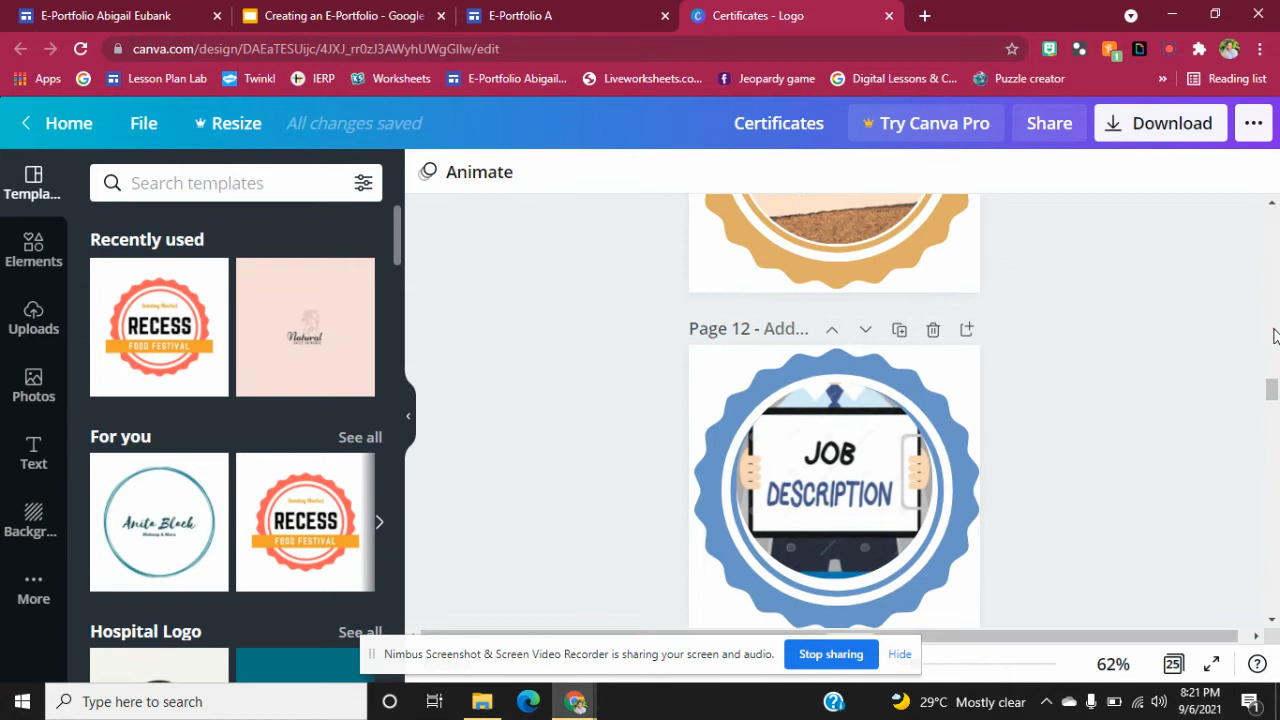 E-Portfolio Abigail Eubank
Creating an E-Portfolio - Google
E-Portfolio A
Certificates - Logo
canva.com/design/DAEaTESUijc/4JXJ_rr0zJ3AWyhUWgGllw/edit
Apps
Lesson Plan Lab
Twinkl
IERP
Worksheets
E-Portfolio Abigail...
Liveworksheets.co...
Jeopardy game
Digital Lessons & C...
Puzzle creator
»
Reading list
Home
File
Resize
All changes saved
Certificates
Try Canva Pro
Share
Download
Templa...
Elements
Uploads
Photos
Text
Backgr...
More
Search templates
Recently used
RECESS
FOOD FESTIVAL
Natural
For you
See all
Anita Black
Makeup & More
RECESS
FOOD FESTIVAL
Hospital Logo
See all
Animate
Page 12 - Add...
JOB
DESCRIPTION
Nimbus Screenshot & Screen Video Recorder is sharing your screen and audio.
Stop sharing
Hide
62%
25
Type here to search
29°C Mostly clear
8:21 PM
9/6/2021